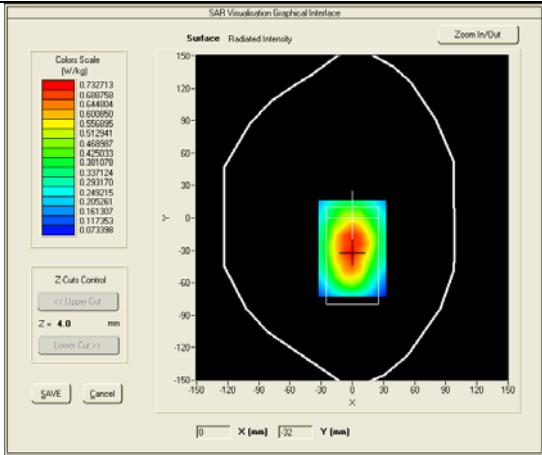 SAR Visualisation Graphical Interface
Surface Radiated Intensity
Zoom In/Out
Colors Scale
(W/kg)
0.732713
0.688758
0.644804
0.600850
0.556895
0.512941
0.468987
0.425033
0.381078
0.337124
0.293170
0.249215
0.205261
0.161307
0.117353
0.073398
Z-Cuts Control
<< Upper Cut
Z = 4.0 mm
Lower Cut >>
SAVE Cancel
150-
120-
90-
60-
30-
0-
-30-
-60-
-90-
-120-
-150-
Y
-150 -120 -90 -60 -30 0 30 60 90 120 150
X
0 X (mm) -32 Y (mm)